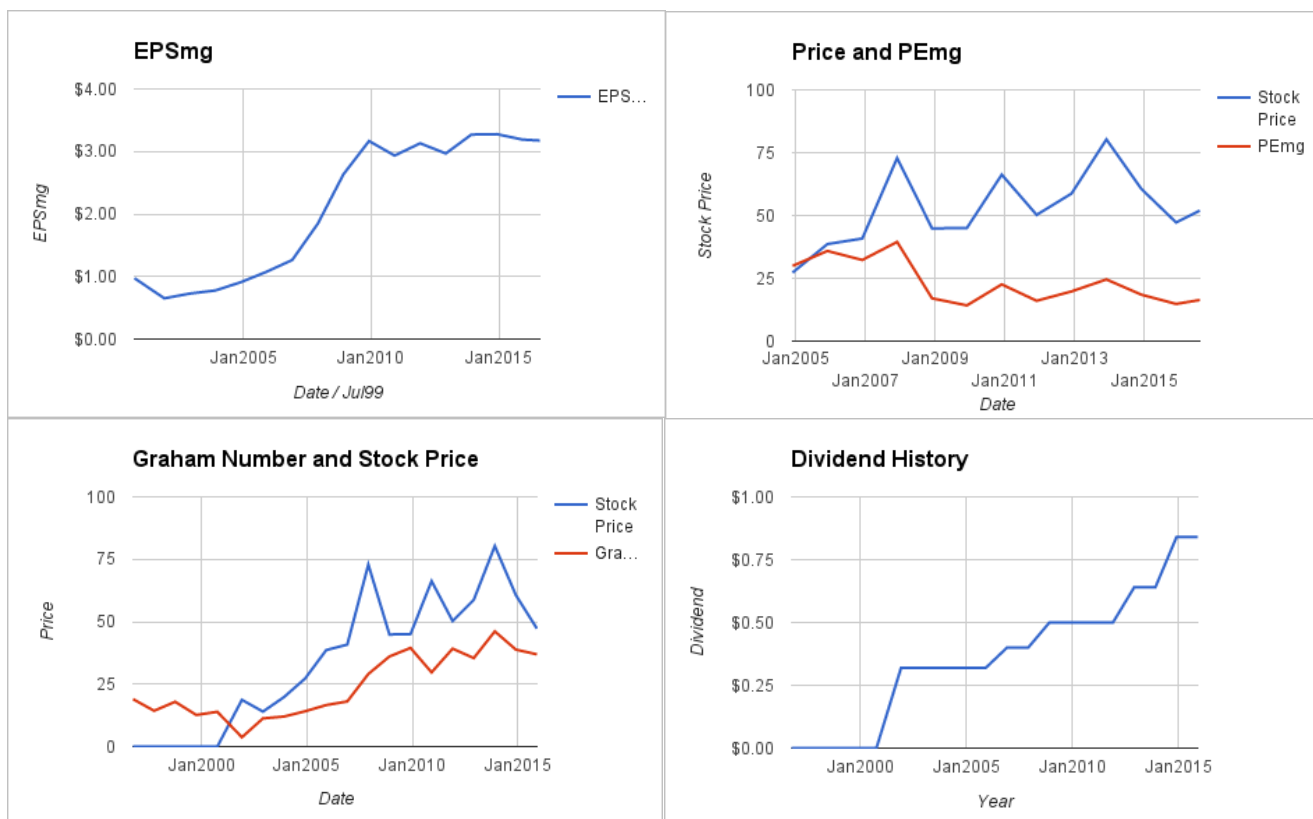 EPSmg
$4.00
$3.00
$2.00
$1.00
$0.00
EPSmg
Jan2005
Jan2010
Jan2015
Date / Jul99
EPS…
Price and PEmg
100
75
50
25
0
Stock Price
Jan2005
Jan2009
Jan2013
Jan2007
Jan2011
Jan2015
Date
Stock
Price
PEmg
Graham Number and Stock Price
100
75
50
25
0
Price
Jan2000
Jan2005
Jan2010
Jan2015
Date
Stock
Price
Gra…
Dividend History
$1.00
$0.75
$0.50
$0.25
$0.00
Dividend
Jan2000
Jan2005
Jan2010
Jan2015
Year